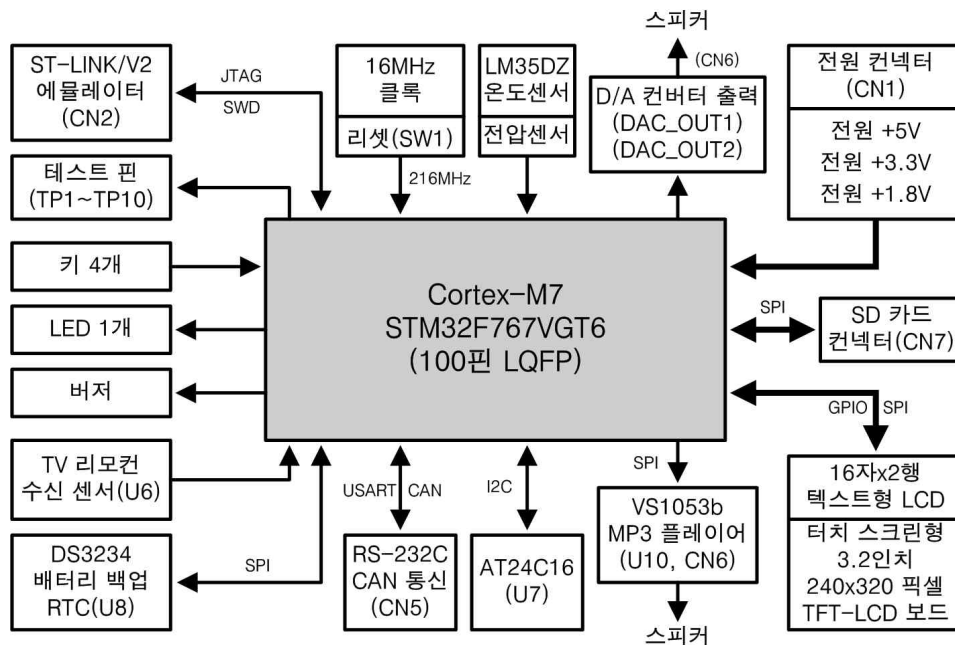 스피커
ST-LINK/V2
에뮬레이터
(CN2)
JTAG
SWD
16MHz
클록
리셋(SW1)
216MHz
LM35DZ
온도센서
전압센서
(CN6)
D/A 컨버터 출력
(DAC_OUT1)
(DAC_OUT2)
전원 컨넥터
(CN1)
전원 +5V
전원 +3.3V
전원 +1.8V
테스트 핀
(TP1~TP10)
키 4개
LED 1개
버저
TV 리모컨
수신 센서(U6)
DS3234
배터리 백업
RTC(U8)
SPI
Cortex-M7
STM32F767VGT6
(100핀 LQFP)
SPI
SD 카드
컨넥터(CN7)
GPIO SPI
16자x2행
텍스트형 LCD
터치 스크린형
3.2인치
240x320 픽셀
TFT-LCD 보드
USART CAN
RS-232C
CAN 통신
(CN5)
I2C
AT24C16
(U7)
SPI
VS1053b
MP3 플레이어
(U10, CN6)
스피커